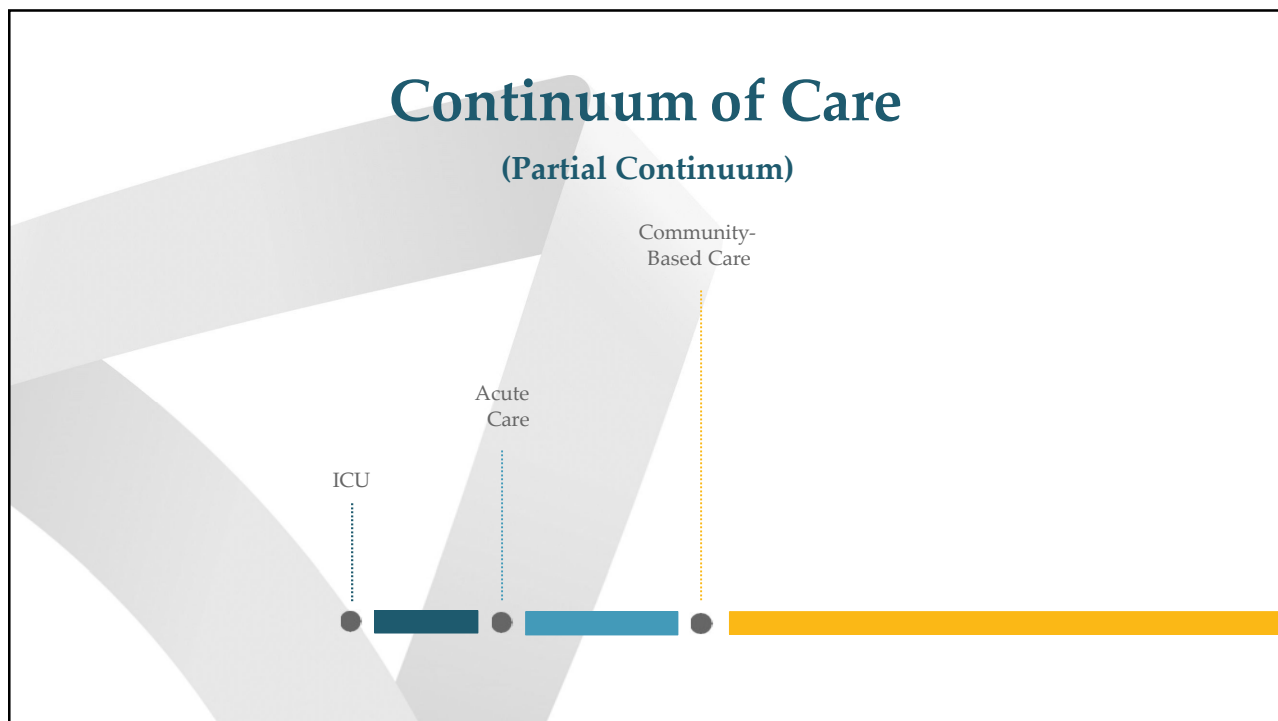 Continuum of Care
(Partial Continuum)
Community-
Based Care
Acute
Care
ICU